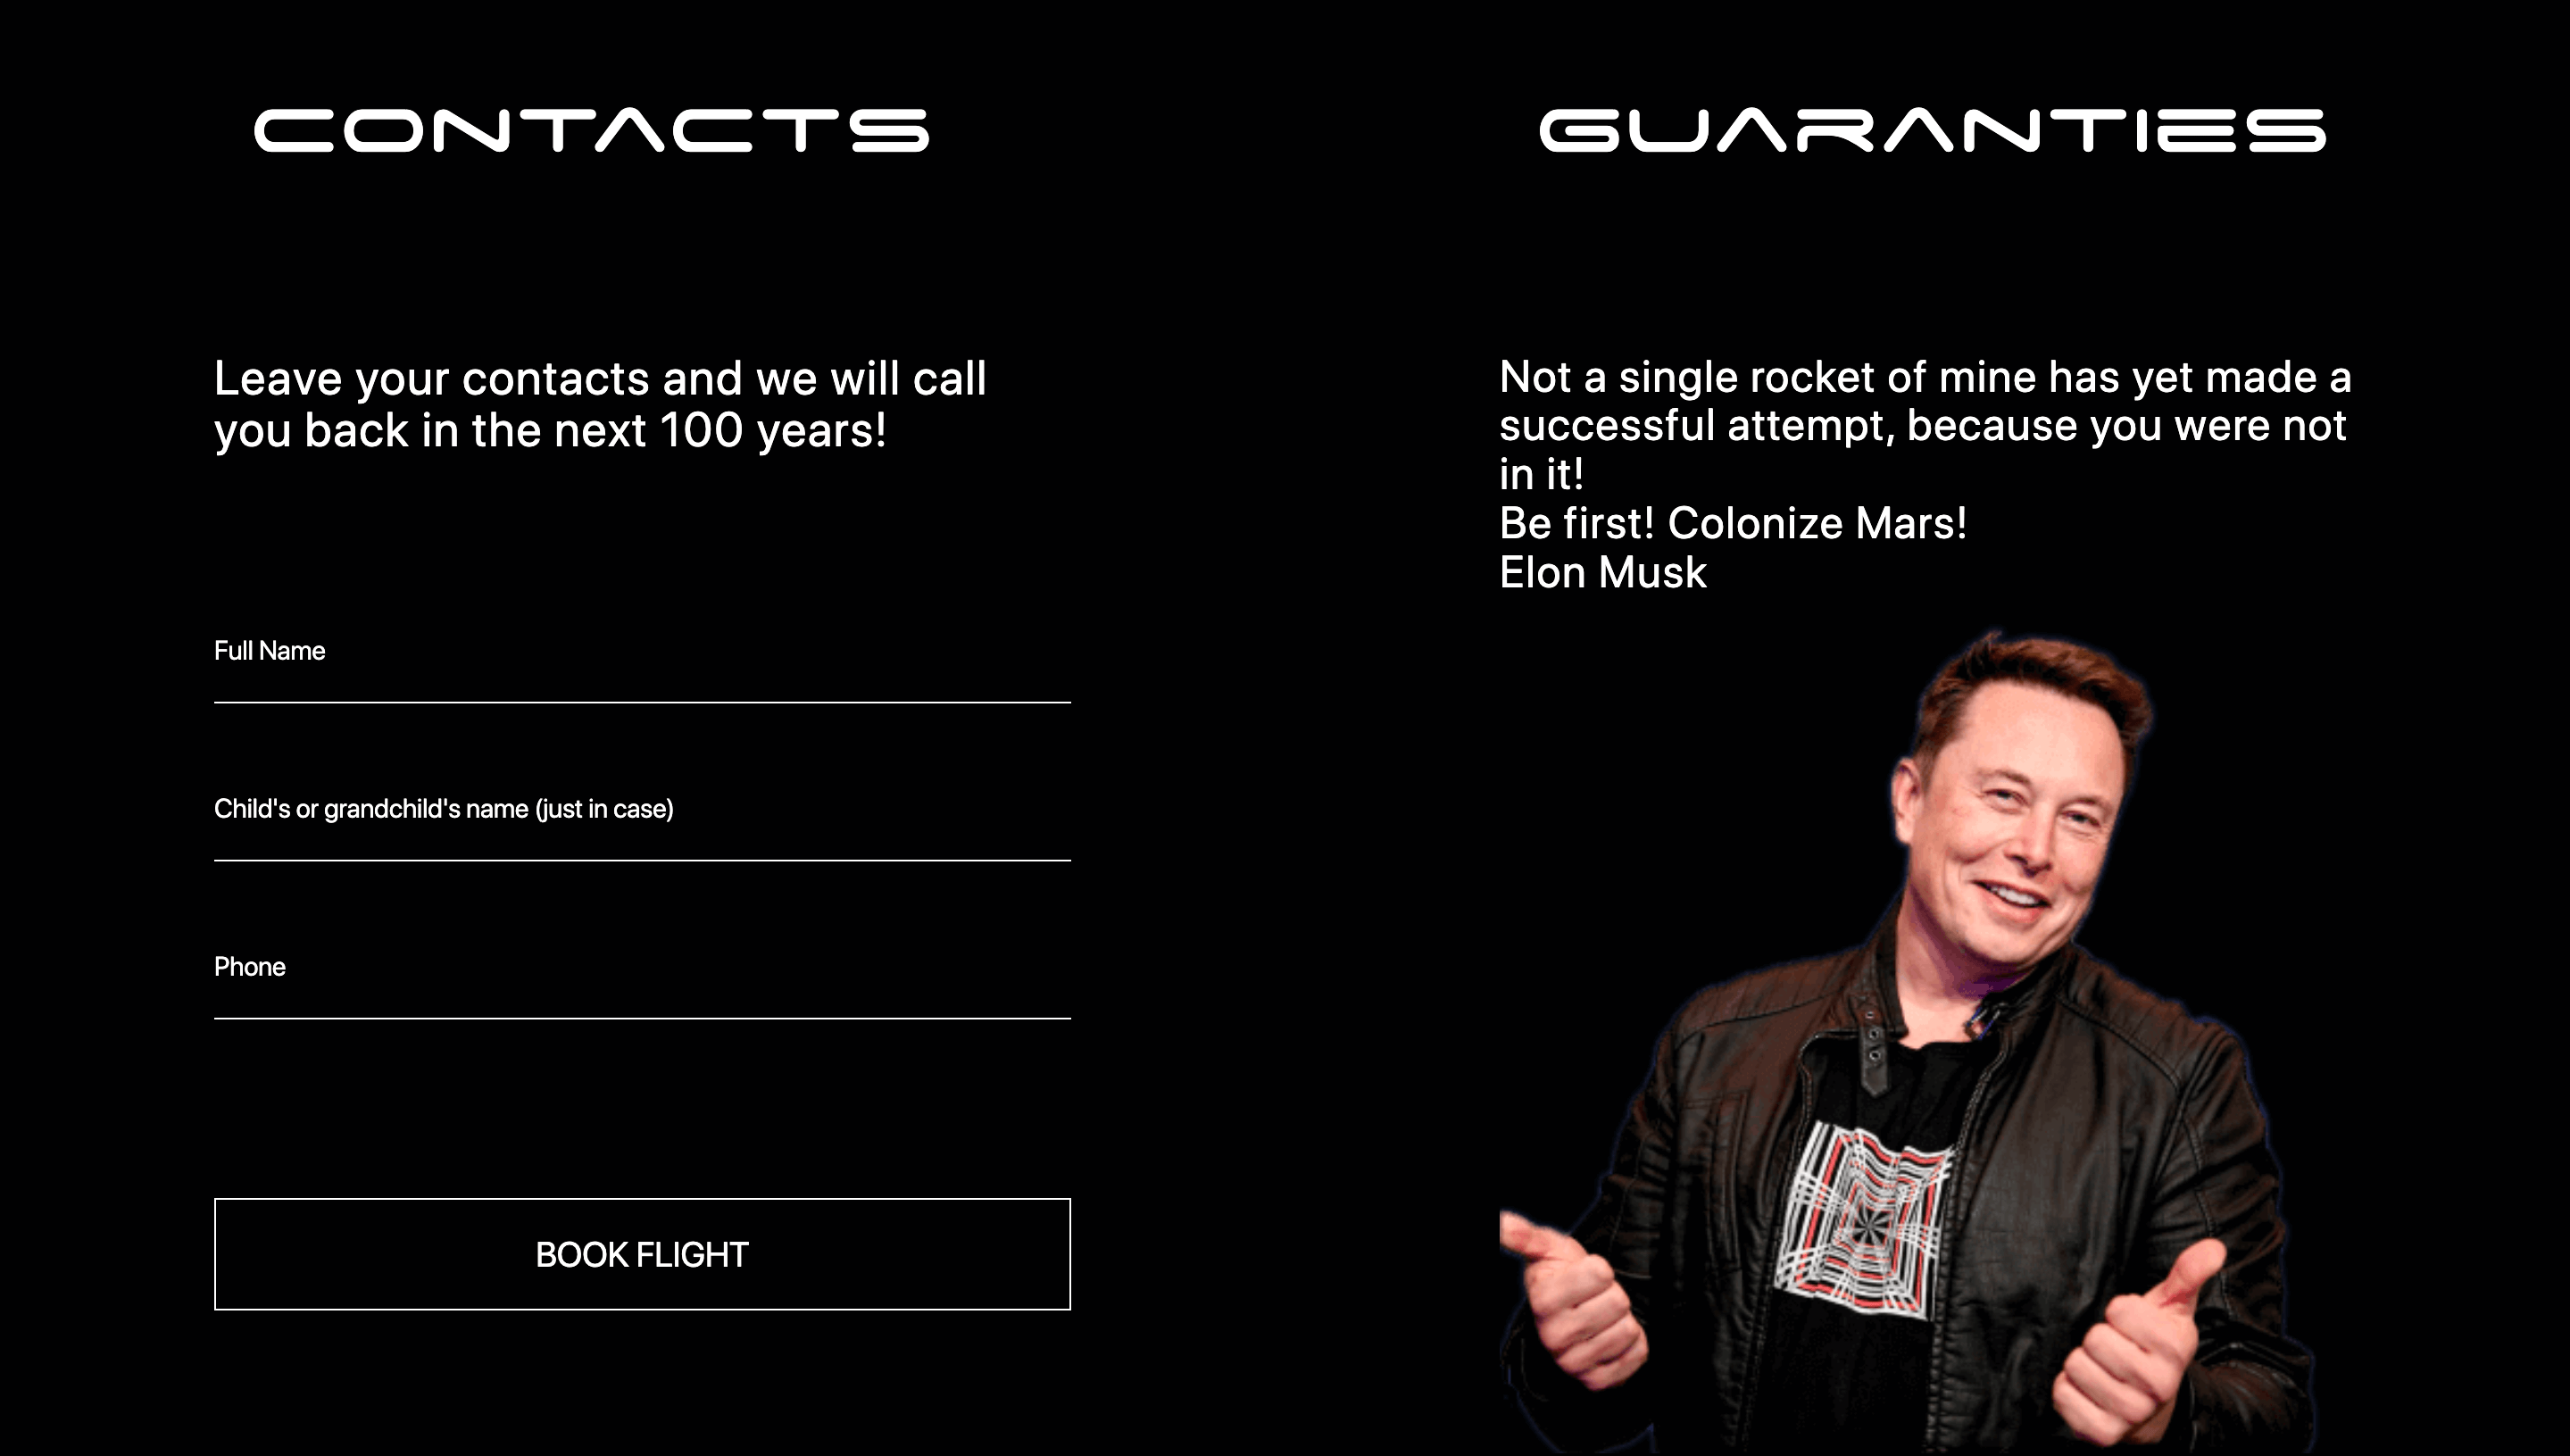 CONTACTS
Leave your contacts and we will call
you back in the next 100 years!
Full Name
Child's or grandchild's name (just in case)
Phone
BOOK FLIGHT
GUARANTIES
Not a single rocket of mine has yet made a
successful attempt, because you were not
in it!
Be first! Colonize Mars!
Elon Musk